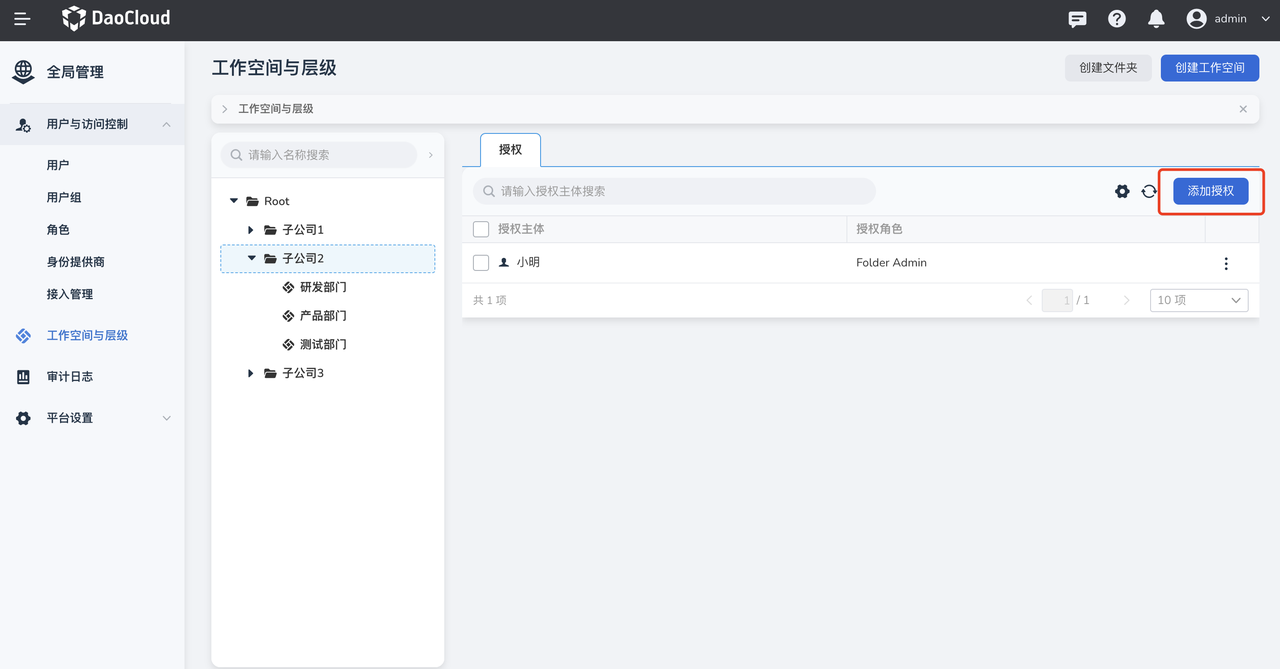 DaoCloud
admin
全局管理
用户与访问控制
用户
用户组
角色
身份提供商
接入管理
工作空间与层级
审计日志
平台设置
工作空间与层级
创建文件夹
创建工作空间
工作空间与层级
请输入名称搜索
Root
子公司1
子公司2
研发部门
产品部门
测试部门
子公司3
授权
请输入授权主体搜索
添加授权
授权主体
授权角色
小明
Folder Admin
共 1 项
1 / 1
10 项